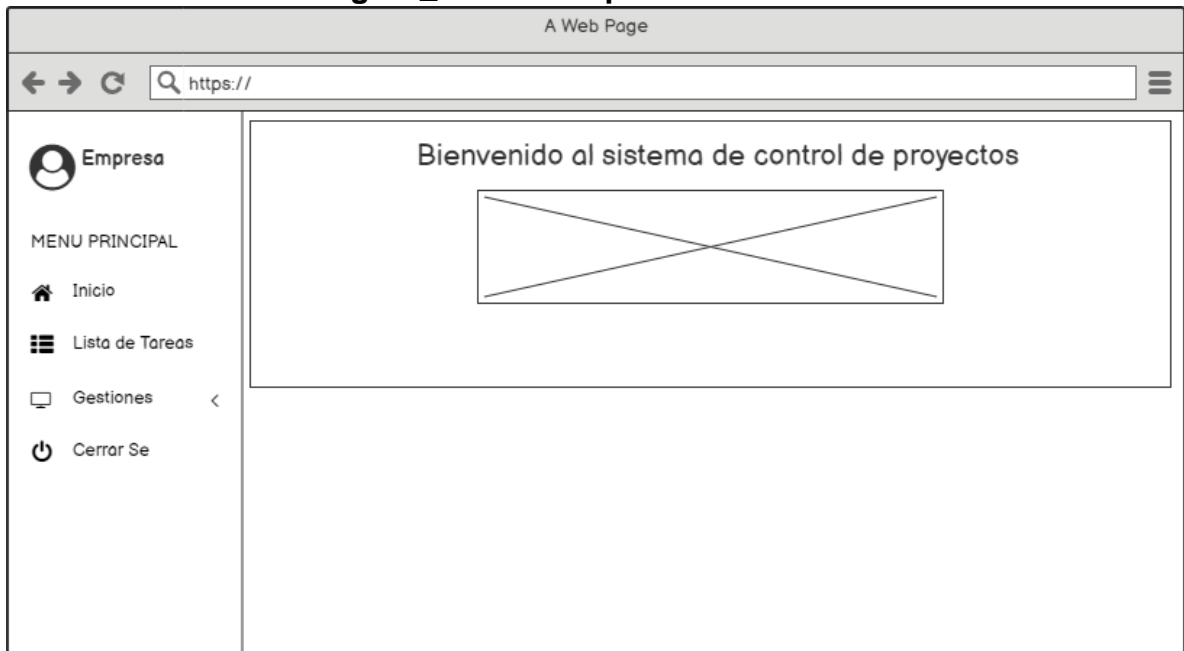 A Web Page
https://
Empresa
MENU PRINCIPAL
Inicio
Lista de Tareas
Gestiones
Cerrar Se
Bienvenido al sistema de control de proyectos